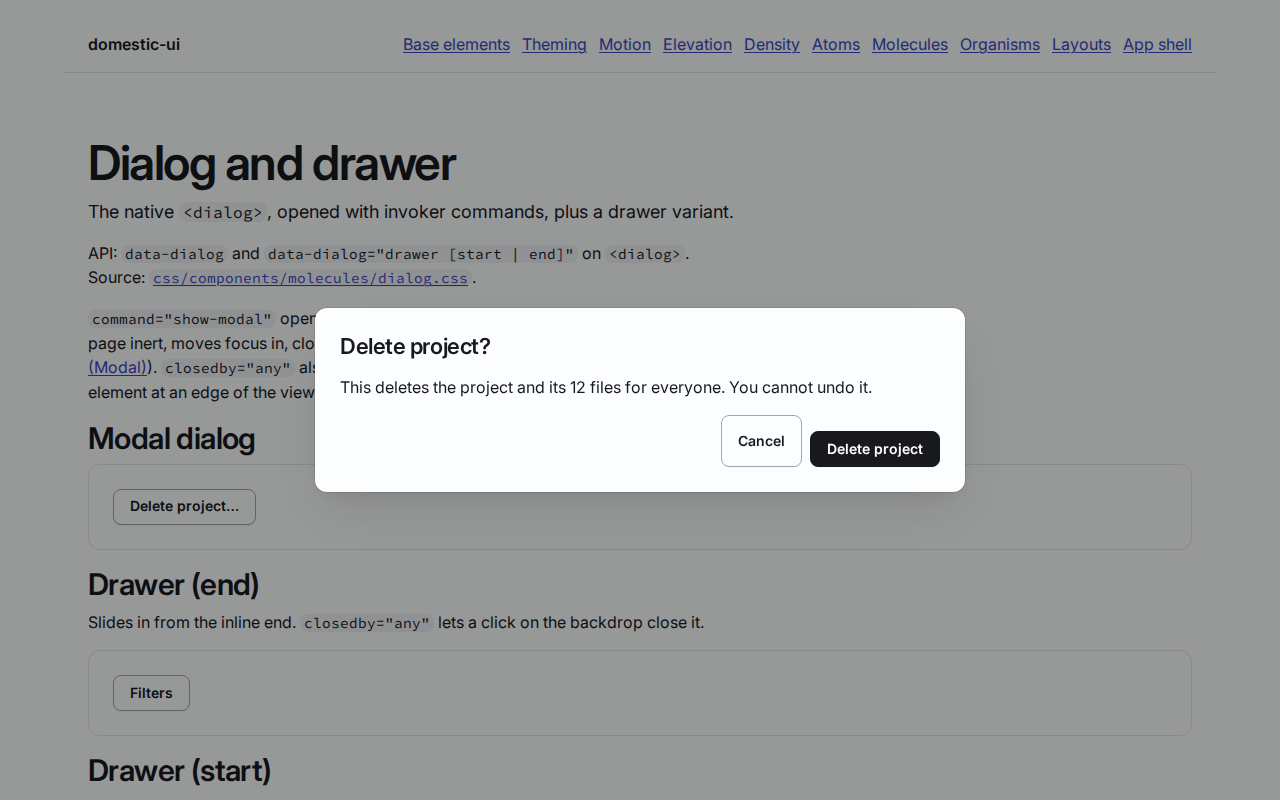 domestic-ui
Base elements Theming Motion Elevation Density Atoms Molecules Organisms Layouts App shell
Dialog and drawer
The native <dialog>, opened with invoker commands, plus a drawer variant.
API: data-dialog and data-dialog="drawer [start | end]" on <dialog>.
Source: css/components/molecules/dialog.css.
command="show-modal" open
page inert, moves focus in, clo
(Modal)). closedby="any" als
element at an edge of the view
Delete project?
This deletes the project and its 12 files for everyone. You cannot undo it.
Cancel
Delete project
Modal dialog
Delete project…
Drawer (end)
Slides in from the inline end. closedby="any" lets a click on the backdrop close it.
Filters
Drawer (start)